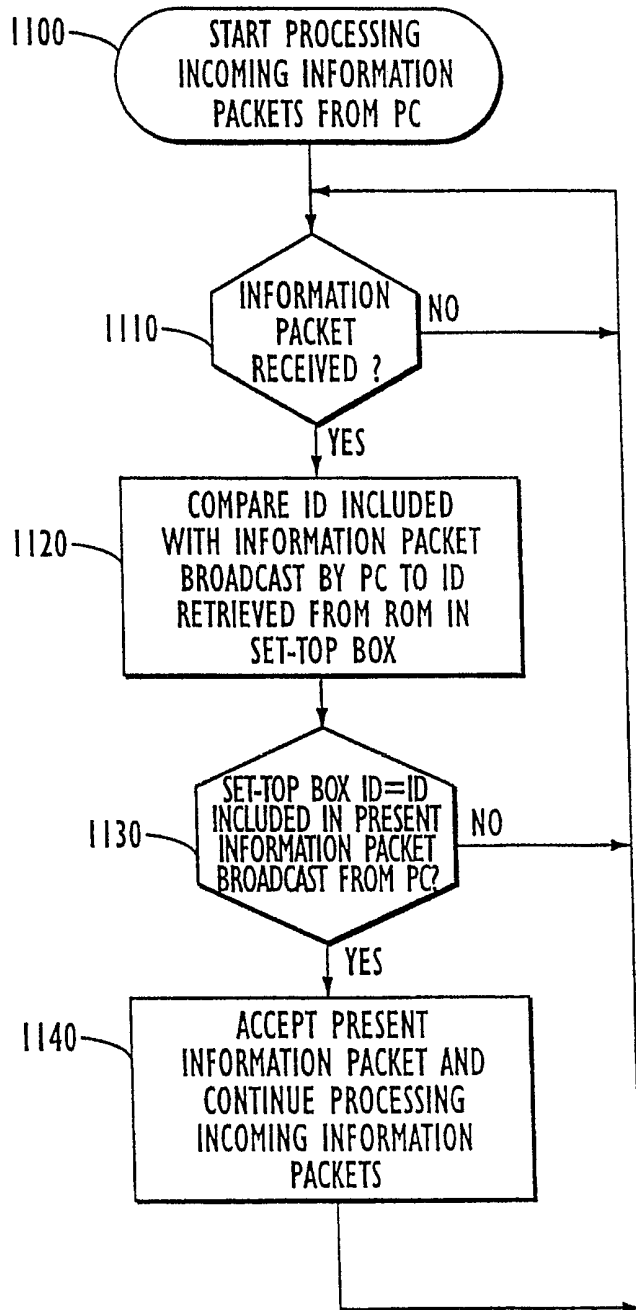 1100
START PROCESSING
INCOMING INFORMATION
PACKETS FROM PC
INFORMATION
PACKET
RECEIVED ?
1110
NO
YES
COMPARE ID INCLUDED
WITH INFORMATION PACKET
BROADCAST BY PC TO ID
RETRIEVED FROM ROM IN
SET-TOP BOX
1120
SET-TOP BOX ID=ID
INCLUDED IN PRESENT
INFORMATION PACKET
BROADCAST FROM PC?
1130
NO
YES
1140
ACCEPT PRESENT
INFORMATION PACKET AND
CONTINUE PROCESSING
INCOMING INFORMATION
PACKETS